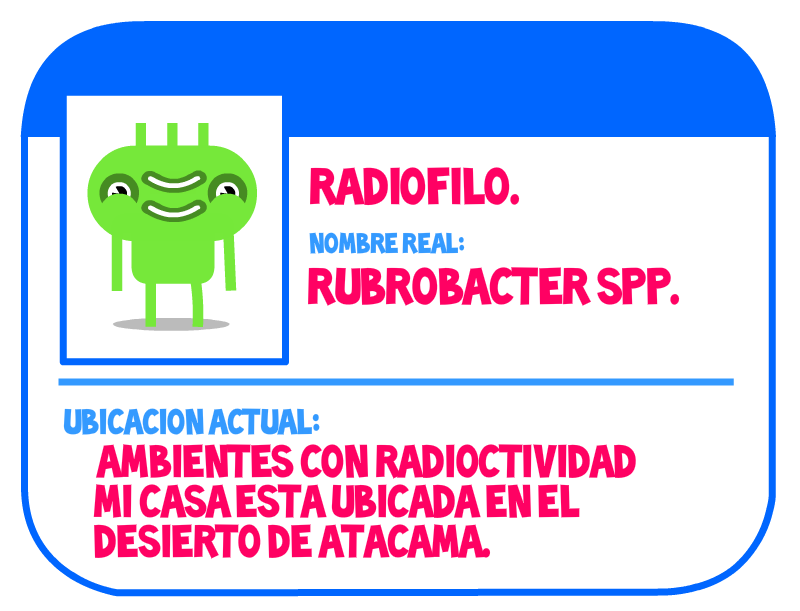 RADIOFILO.
NOMBRE REAL:
RUBROBACTER SPP.
UBICACION ACTUAL:
AMBIENTES CON RADIOCTIVIDAD
MI CASA ESTA UBICADA EN EL
DESIERTO DE ATACAMA.